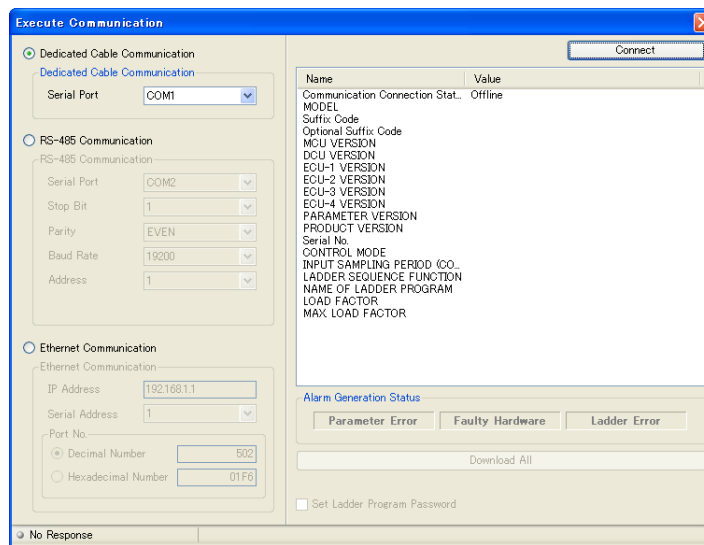 Execute Communication
Dedicated Cable Communication
Dedicated Cable Communication
Serial Port COM1
RS-485 Communication
RS-485 Communication
Serial Port COM2
Stop Bit 1
Parity EVEN
Baud Rate 19200
Address 1
Ethernet Communication
Ethernet Communication
IP Address 192.168.1.1
Serial Address 1
Port No.
Decimal Number 502
Hexadecimal Number 01F6
Connect
Name Value
Communication Connection Stat... Offline
MODEL
Suffix Code
Optional Suffix Code
MCU VERSION
DCU VERSION
ECU-1 VERSION
ECU-2 VERSION
ECU-3 VERSION
ECU-4 VERSION
PARAMETER VERSION
PRODUCT VERSION
Serial No.
CONTROL MODE
INPUT SAMPLING PERIOD (CO...
LADDER SEQUENCE FUNCTION
NAME OF LADDER PROGRAM
LOAD FACTOR
MAX. LOAD FACTOR
Alarm Generation Status
Parameter Error Faulty Hardware Ladder Error
Download All
Set Ladder Program Password
No Response